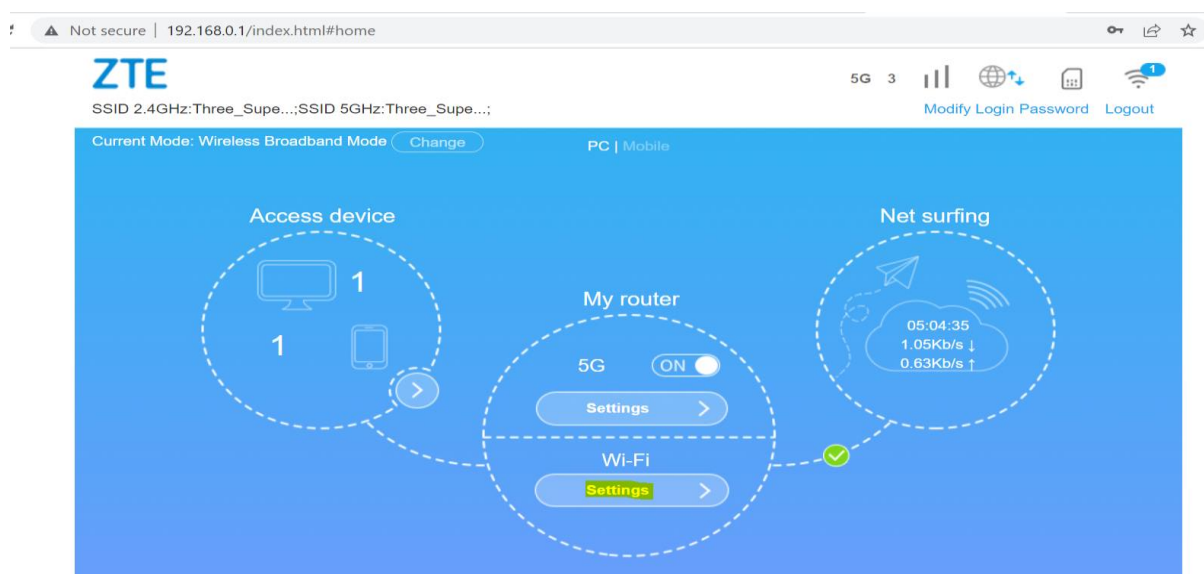 Not secure | 192.168.0.1/index.html#home
ZTE
5G 3
1
SSID 2.4GHz:Three_Supe...;SSID 5GHz:Three_Supe...;
Modify Login Password Logout
Current Mode: Wireless Broadband Mode Change
PC | Mobile
Access device
1
1
My router
5G ON
Settings
Wi-Fi
Settings
Net surfing
05:04:35
1.05Kb/s ↓
0.63Kb/s ↑